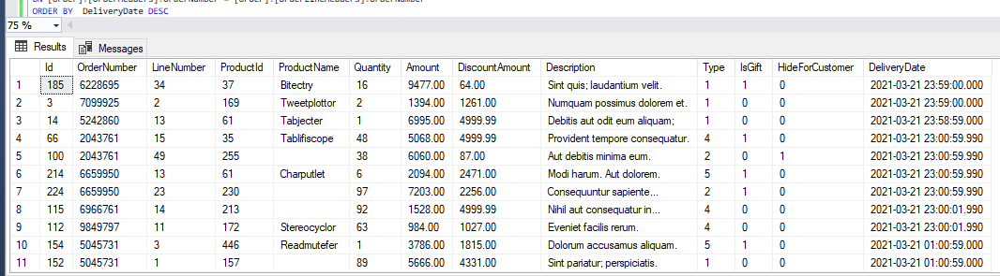 ORDER BY DeliveryDate DESC
75 %
Results Messages
Id OrderNumber LineNumber ProductId ProductName Quantity Amount DiscountAmount Description Type IsGift HideForCustomer DeliveryDate
1 185 6228695 34 37 Bitectry 16 9477.00 64.00 Sint quis; laudantium velit. 1 1 0 2021-03-21 23:59:00.000
2 3 7099925 2 169 Tweetplottor 2 1394.00 1261.00 Numquam possimus dolorem et. 1 0 0 2021-03-21 23:59:00.000
3 14 5242860 13 61 Tabjecter 1 6995.00 4999.99 Debitis aut odit eum aliquam; 1 0 0 2021-03-21 23:58:59.000
4 66 2043761 15 35 Tablifiscope 48 5068.00 4999.99 Provident tempore consequatur. 4 1 0 2021-03-21 23:00:59.990
5 100 2043761 49 255 38 6060.00 87.00 Aut debitis minima eum. 2 0 1 2021-03-21 23:00:59.990
6 214 6659950 13 61 Charputlet 6 2094.00 2471.00 Modi harum. Aut dolorem. 5 1 0 2021-03-21 23:00:59.990
7 224 6659950 23 230 97 7203.00 2256.00 Consequuntur sapiente... 2 1 0 2021-03-21 23:00:59.990
8 115 6966761 14 213 92 1528.00 4999.99 Nihil aut consequatur in... 4 0 0 2021-03-21 23:00:01.990
9 112 9849797 11 172 Stereocyclor 63 984.00 1027.00 Eveniet facilis rerum. 4 0 0 2021-03-21 23:00:01.990
10 154 5045731 3 446 Readmutefer 1 3786.00 1815.00 Dolorum accusamus aliquam. 5 1 0 2021-03-21 01:00:59.000
11 152 5045731 1 157 89 5666.00 4331.00 Sint pariatur; perspiciatis. 1 0 0 2021-03-21 01:00:59.000